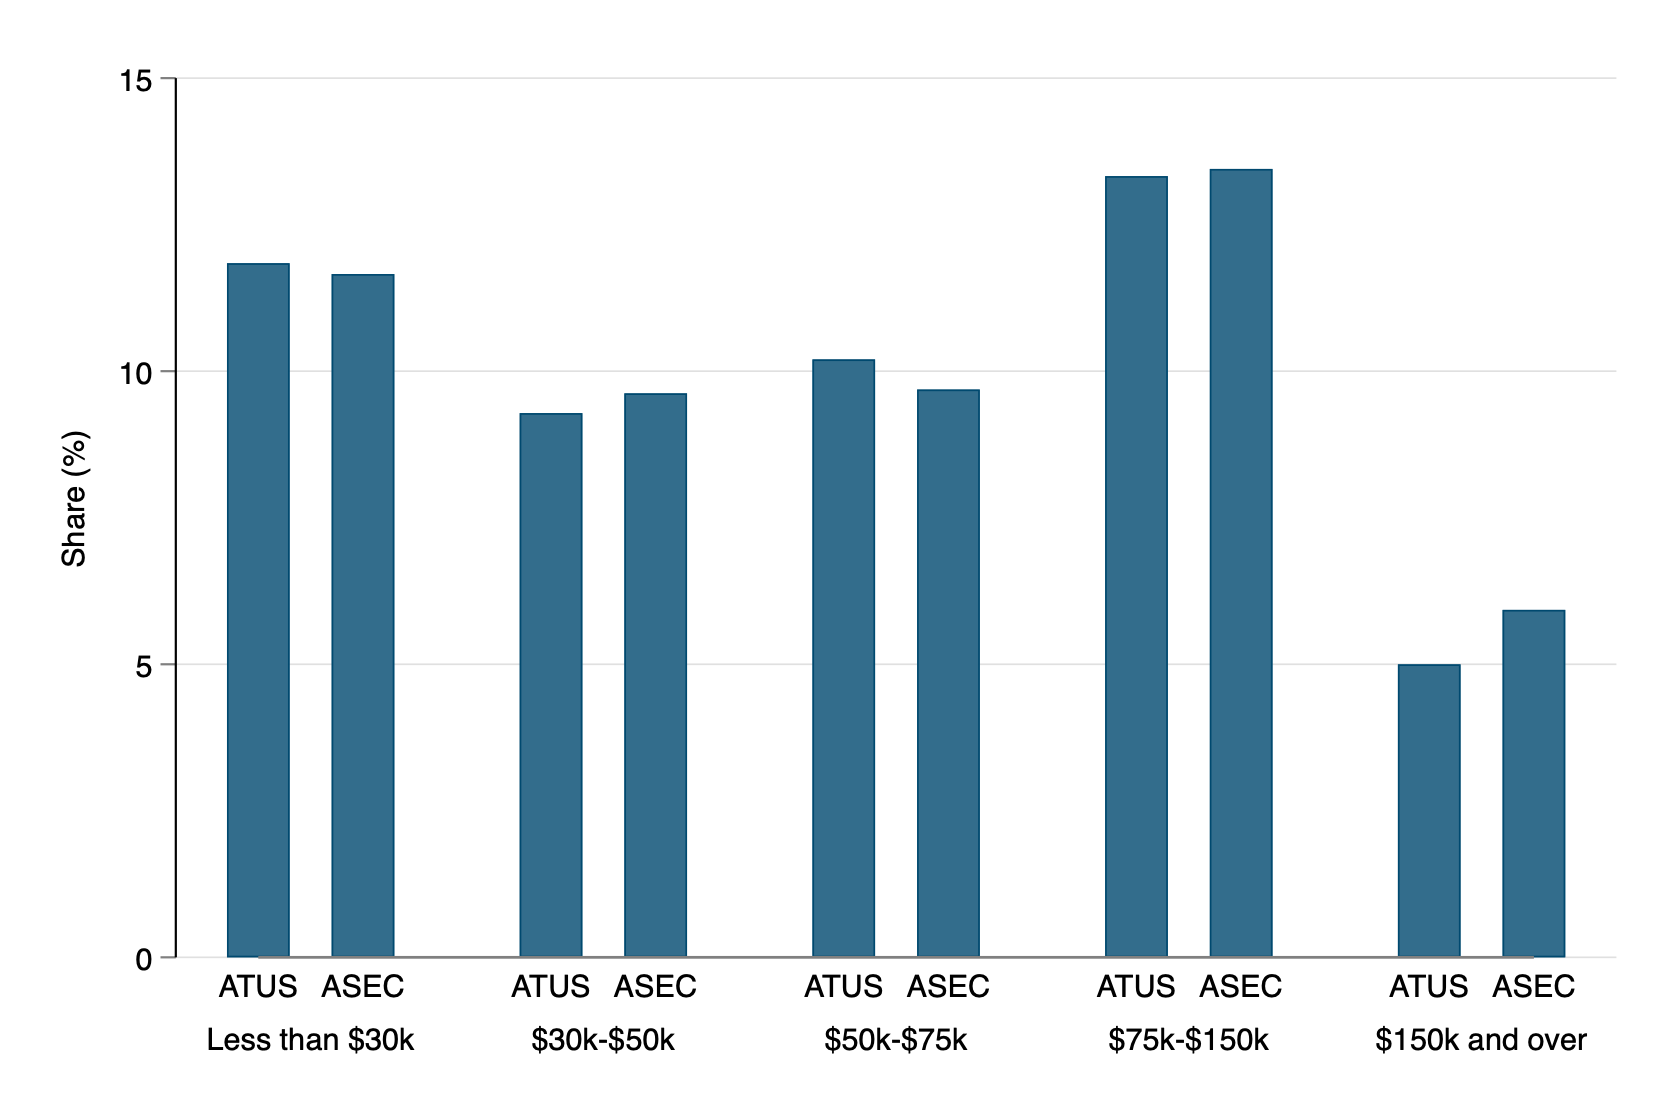 15
10
5
0
Share (%)
ATUS ASEC ATUS ASEC ATUS ASEC ATUS ASEC ATUS ASEC
Less than $30k $30k-$50k $50k-$75k $75k-$150k $150k and over